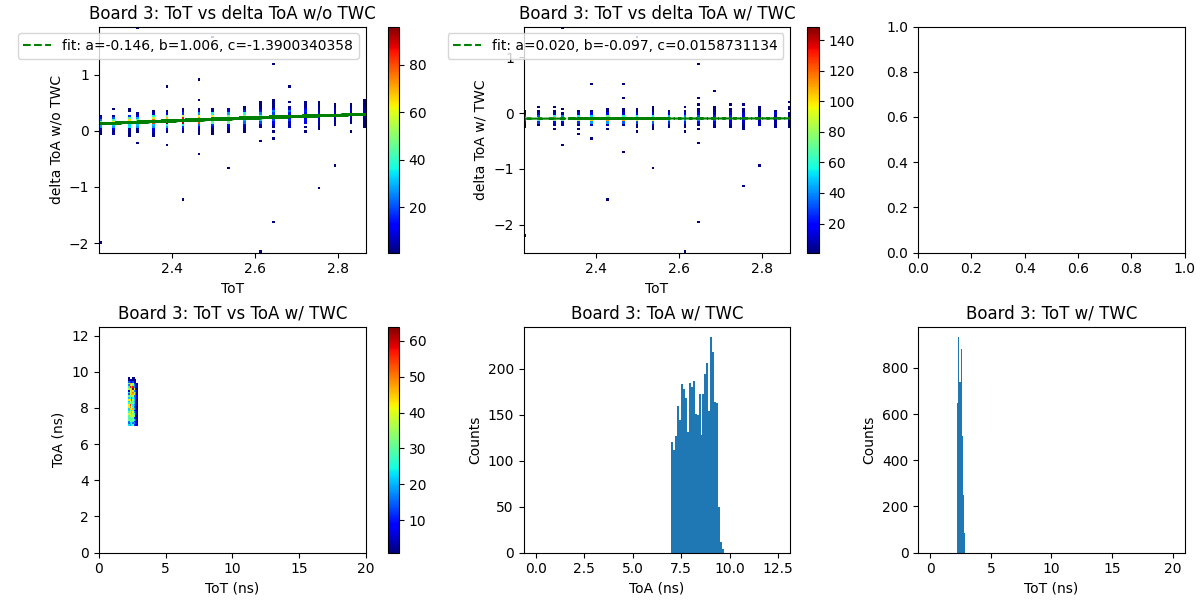 Board 3: ToT vs delta ToA w/o TWC
fit: a=-0.146, b=1.006, c=-1.3900340358
delta ToA w/o TWC
1
0
−1
−2
2.4 2.6 2.8
ToT
80
60
40
20
Board 3: ToT vs delta ToA w/ TWC
fit: a=0.020, b=-0.097, c=0.0158731134
delta ToA w/ TWC
1
0
−1
−2
2.4 2.6 2.8
ToT
140
120
100
80
60
40
20
1.0
0.8
0.6
0.4
0.2
0.0
0.0 0.2 0.4 0.6 0.8 1.0
Board 3: ToT vs ToA w/ TWC
ToA (ns)
12
10
8
6
4
2
0
0 5 10 15 20
ToT (ns)
60
50
40
30
20
10
Board 3: ToA w/ TWC
Counts
200
150
100
50
0
0.0 2.5 5.0 7.5 10.0 12.5
ToA (ns)
Board 3: ToT w/ TWC
Counts
800
600
400
200
0
0 5 10 15 20
ToT (ns)